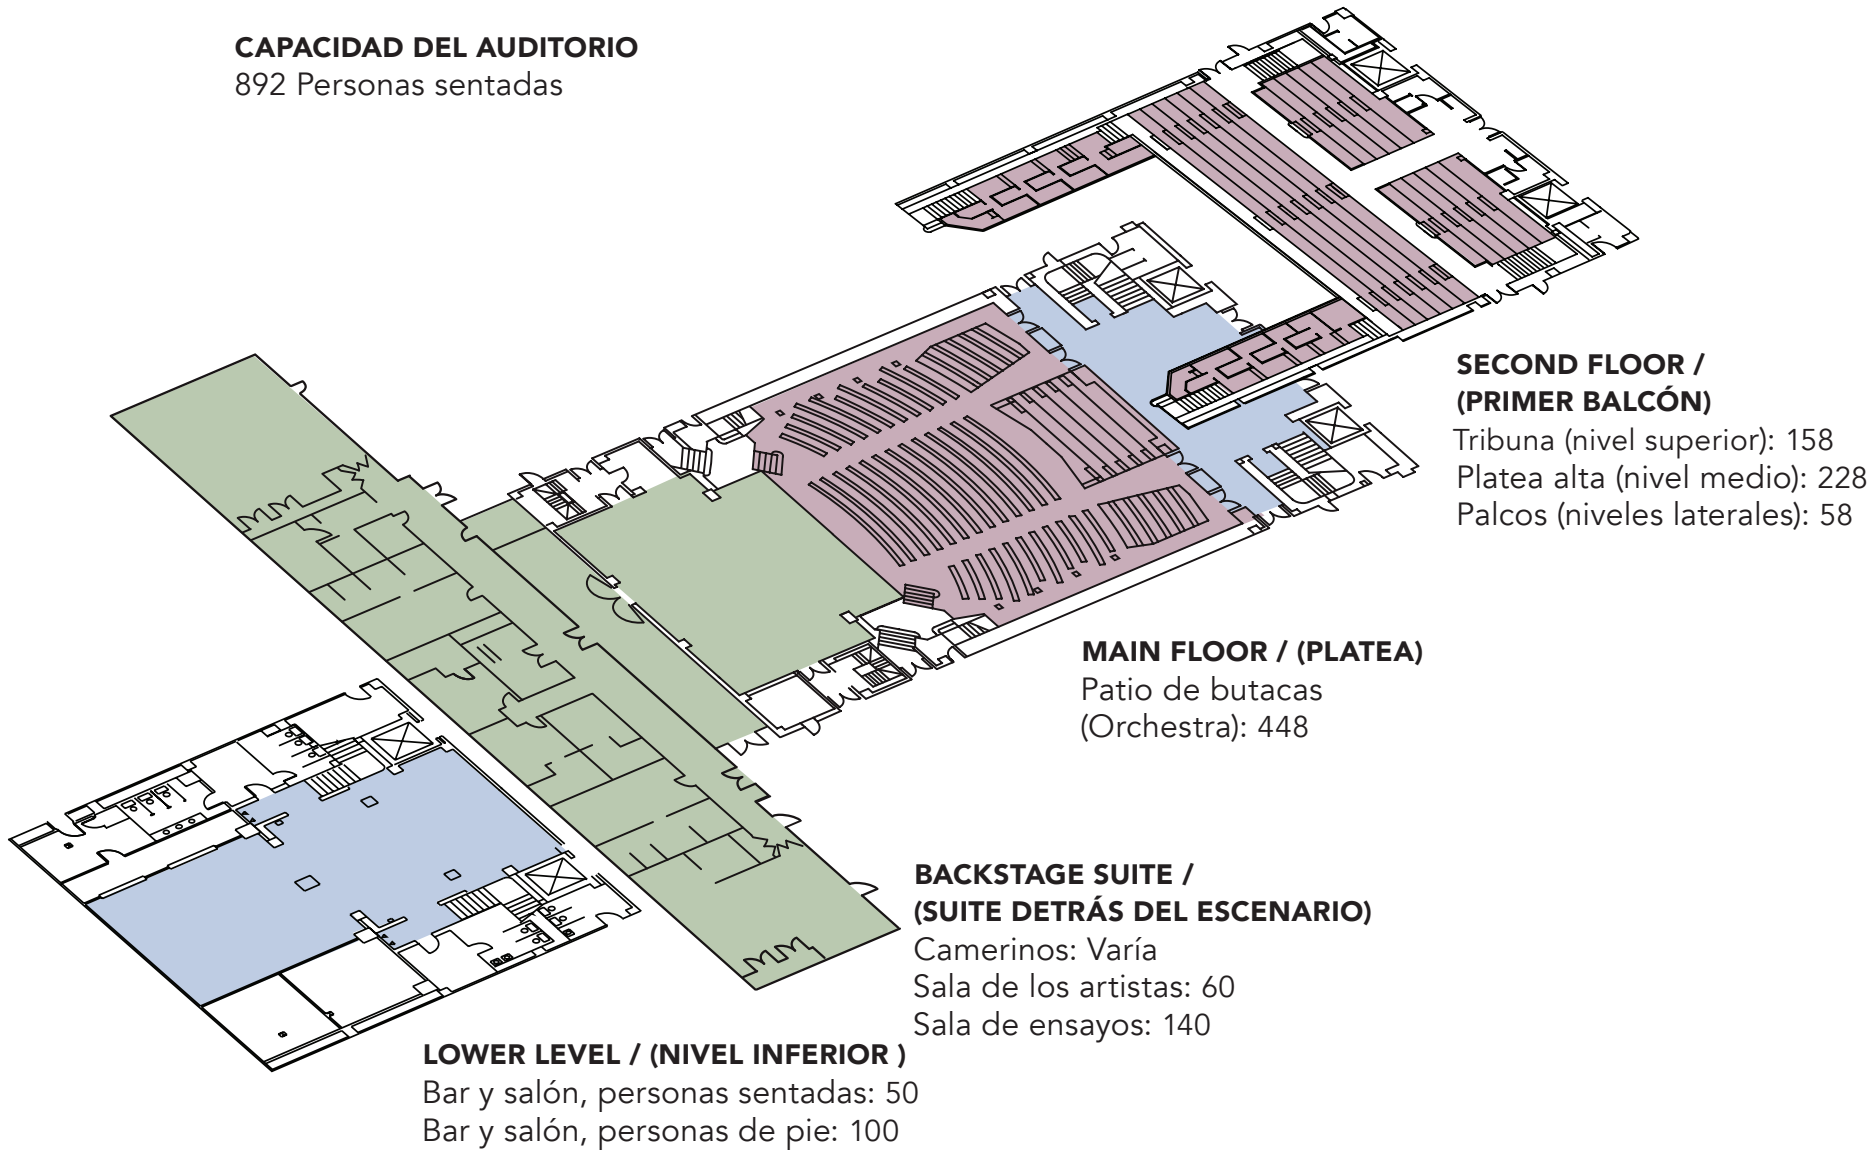 CAPACIDAD DEL AUDITORIO
892 Personas sentadas
SECOND FLOOR /
(PRIMER BALCÓN)
Tribuna (nivel superior): 158
Platea alta (nivel medio): 228
Palcos (niveles laterales): 58
MAIN FLOOR / (PLATEA)
Patio de butacas
(Orchestra): 448
BACKSTAGE SUITE /
(SUITE DETRÁS DEL ESCENARIO)
Camerinos: Varía
Sala de los artistas: 60
Sala de ensayos: 140
LOWER LEVEL / (NIVEL INFERIOR )
Bar y salón, personas sentadas: 50
Bar y salón, personas de pie: 100